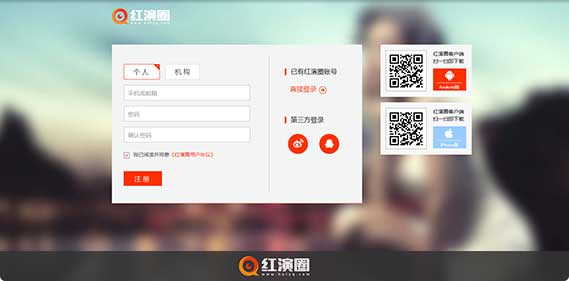 红演圈
个人
机构
手机或邮箱
密码
确认密码
我已阅读并同意《红演圈用户协议》
注册
已有红演圈账号
直接登录
第三方登录
红演圈客户端
扫一扫即下载
Android版
红演圈客户端
扫一扫即下载
iPhone版
红演圈